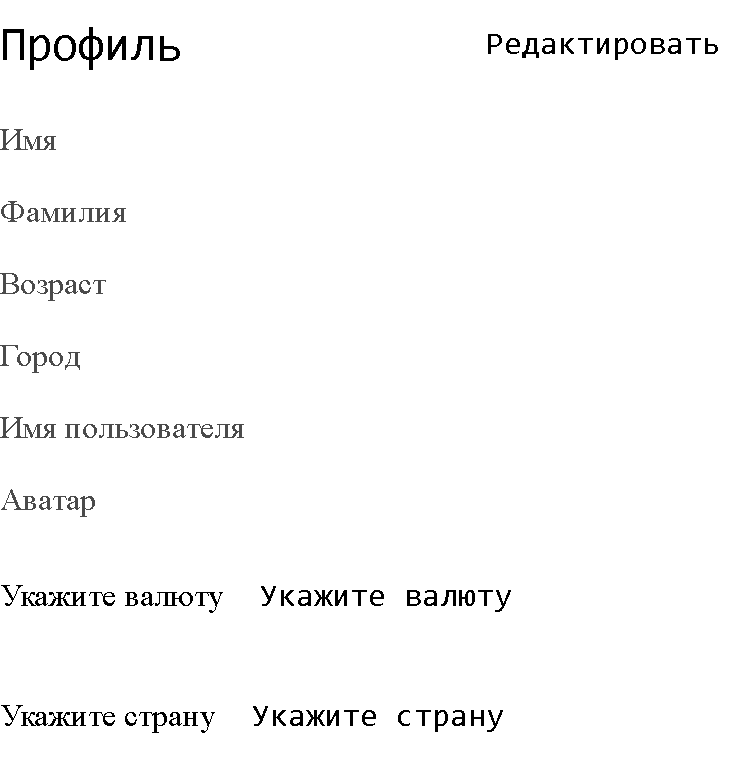 Профиль Редактировать
Имя
Фамилия
Возраст
Город
Имя пользователя
Аватар
Укажите валюту Укажите валюту
Укажите страну Укажите страну